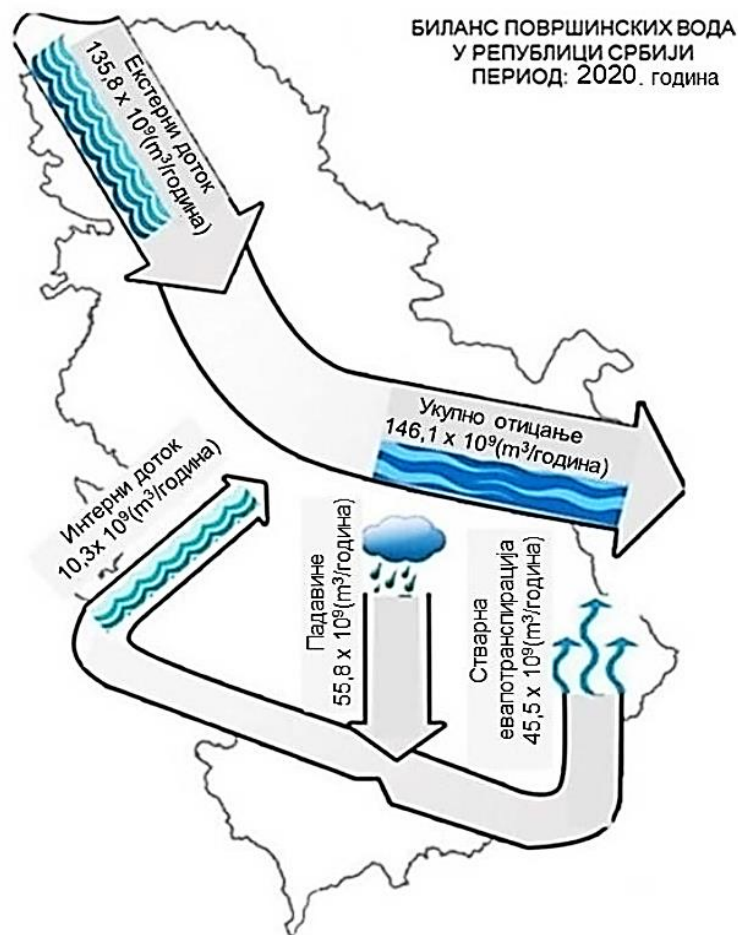 БИЛАНС ПОВРШИНСКИХ ВОДА
У РЕПУБЛИЦИ СРБИЈИ
ПЕРИОД: 2020. година
Екстерни доток
135,8 x 10⁹(m³/година)
Укупно отицање
146,1 x 10⁹(m³/година)
Интерни доток
10,3x 10⁹(m³/година)
Падавине
55,8 x 10⁹(m³/година)
Стварна
евапотранспирација
45,5 x 10⁹(m³/година)